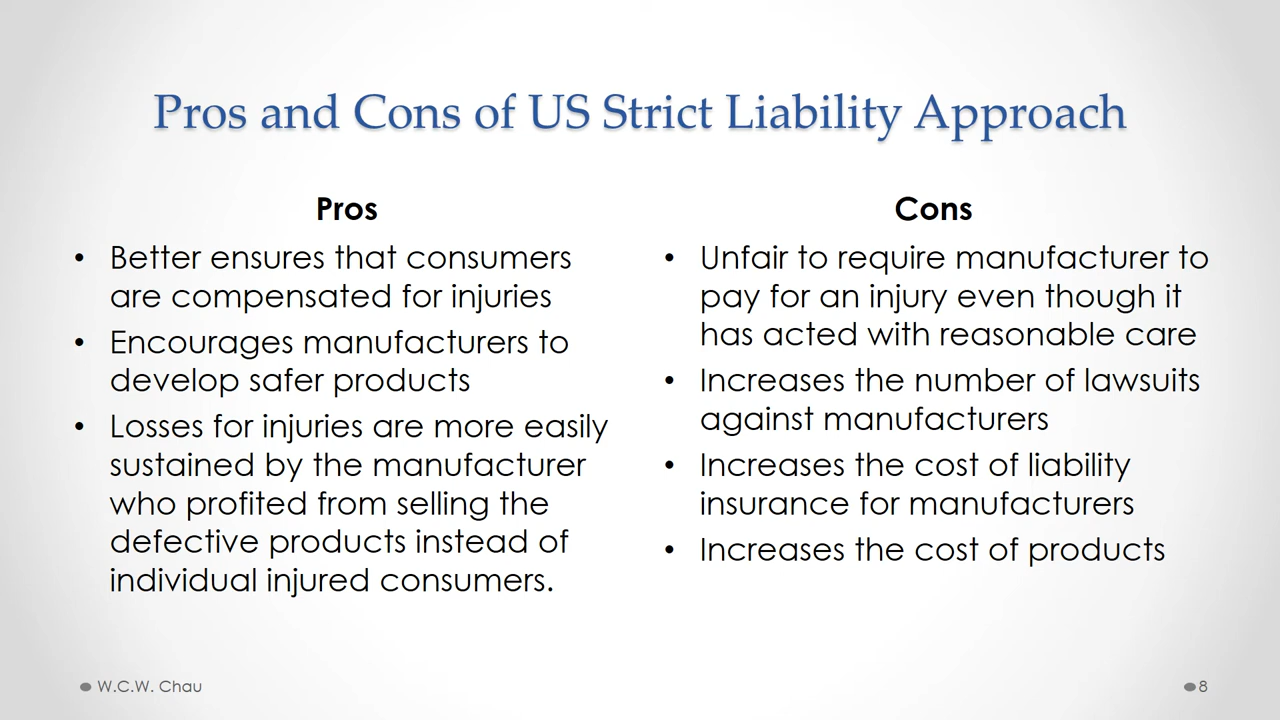 Pros and Cons of US Strict Liability Approach
Pros
• Better ensures that consumers
are compensated for injuries
• Encourages manufacturers to
develop safer products
• Losses for injuries are more easily
sustained by the manufacturer
who profited from selling the
defective products instead of
individual injured consumers.
Cons
• Unfair to require manufacturer to
pay for an injury even though it
has acted with reasonable care
• Increases the number of lawsuits
against manufacturers
• Increases the cost of liability
insurance for manufacturers
• Increases the cost of products
W.C.W. Chau
8